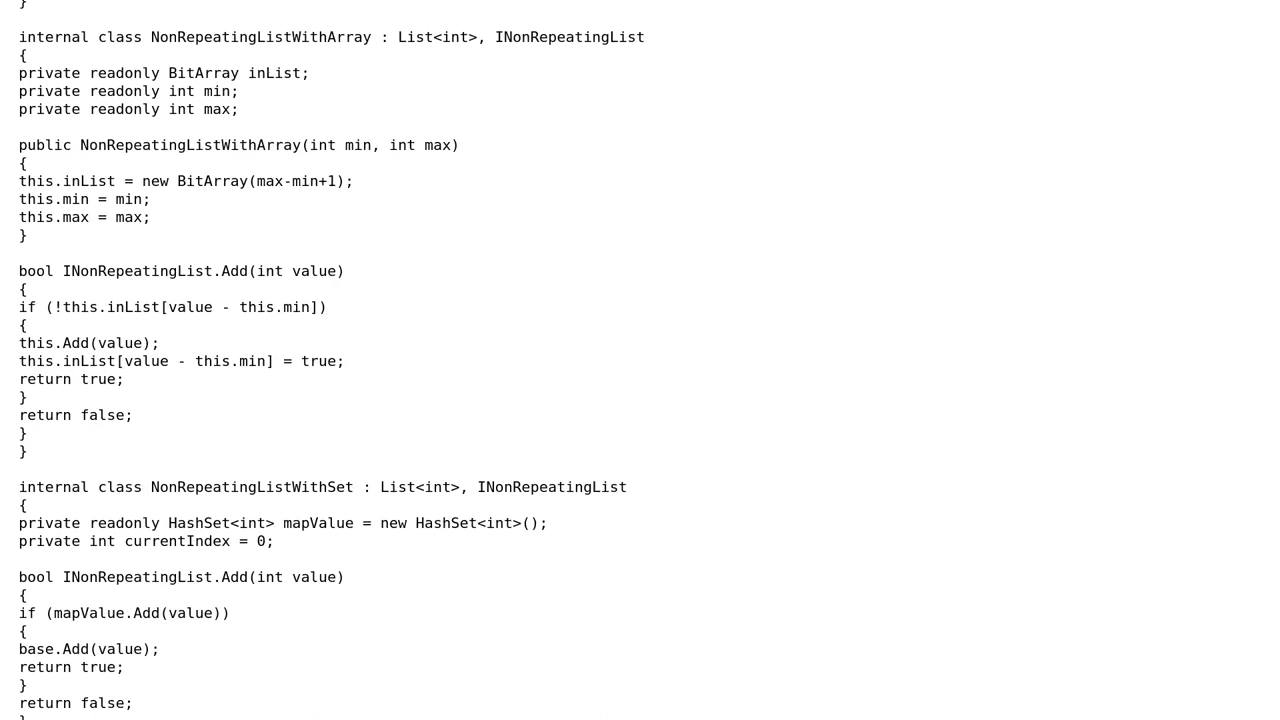 }

internal class NonRepeatingListWithArray : List<int>, INonRepeatingList
{
private readonly BitArray inList;
private readonly int min;
private readonly int max;

public NonRepeatingListWithArray(int min, int max)
{
this.inList = new BitArray(max-min+1);
this.min = min;
this.max = max;
}

bool INonRepeatingList.Add(int value)
{
if (!this.inList[value - this.min])
{
this.Add(value);
this.inList[value - this.min] = true;
return true;
}
return false;
}
}

internal class NonRepeatingListWithSet : List<int>, INonRepeatingList
{
private readonly HashSet<int> mapValue = new HashSet<int>();
private int currentIndex = 0;

bool INonRepeatingList.Add(int value)
{
if (mapValue.Add(value))
{
base.Add(value);
return true;
}
return false;
}